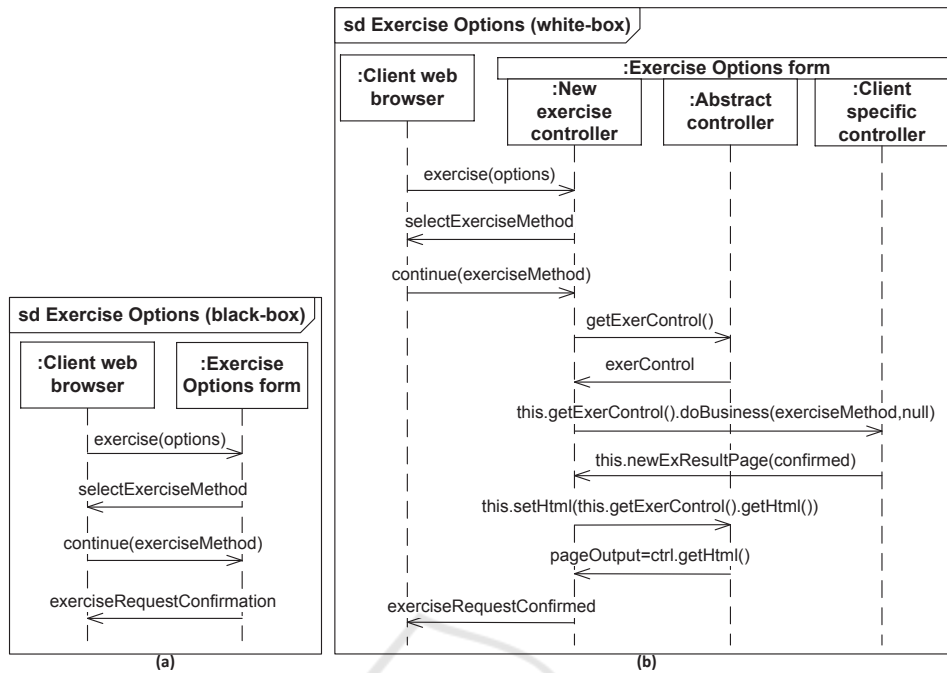 sd Exercise Options (black-box)
:Client web
browser
:Exercise
Options form
exercise(options)
selectExerciseMethod
continue(exerciseMethod)
exerciseRequestConfirmation
(a)
sd Exercise Options (white-box)
:Client web
browser
:Exercise Options form
:New
exercise
controller
:Abstract
controller
:Client
specific
controller
exercise(options)
selectExerciseMethod
continue(exerciseMethod)
getExerControl()
exerControl
this.getExerControl().doBusiness(exerciseMethod,null)
this.newExResultPage(confirmed)
this.setHtml(this.getExerControl().getHtml())
pageOutput=ctrl.getHtml()
exerciseRequestConfirmed
(b)